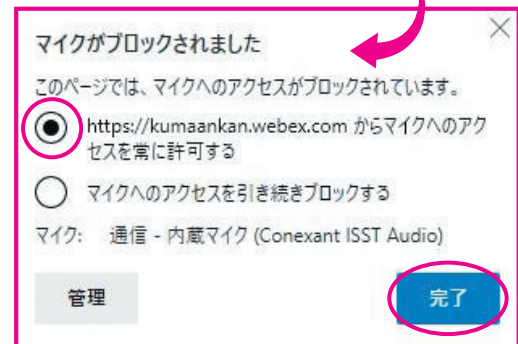 マイクがブロックされました
このページでは、マイクへのアクセスがブロックされています。
https://kumaankan.webex.com からマイクへのアク
セスを常に許可する
マイクへのアクセスを引き続きブロックする
マイク: 通信 - 内蔵マイク (Conexant ISST Audio)
管理
完了